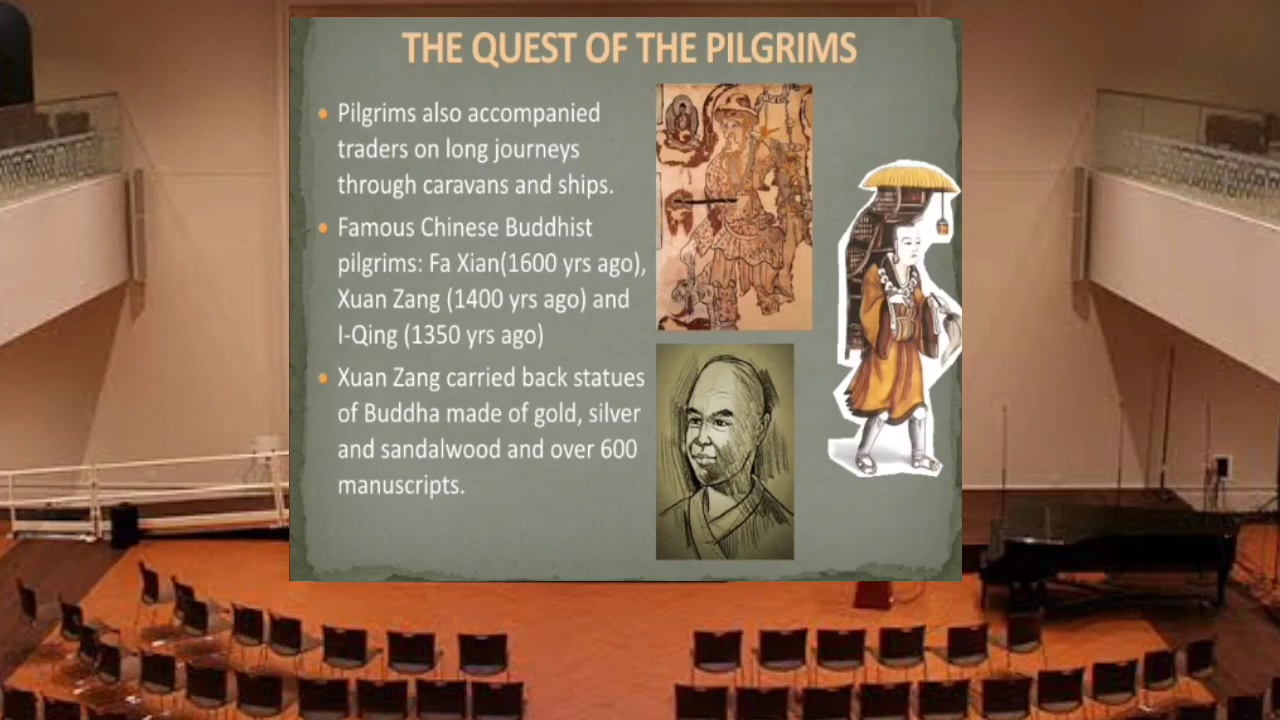 THE QUEST OF THE PILGRIMS
• Pilgrims also accompanied
traders on long journeys
through caravans and ships.
• Famous Chinese Buddhist
pilgrims: Fa Xian(1600 yrs ago),
Xuan Zang (1400 yrs ago) and
I-Qing (1350 yrs ago)
• Xuan Zang carried back statues
of Buddha made of gold, silver
and sandalwood and over 600
manuscripts.